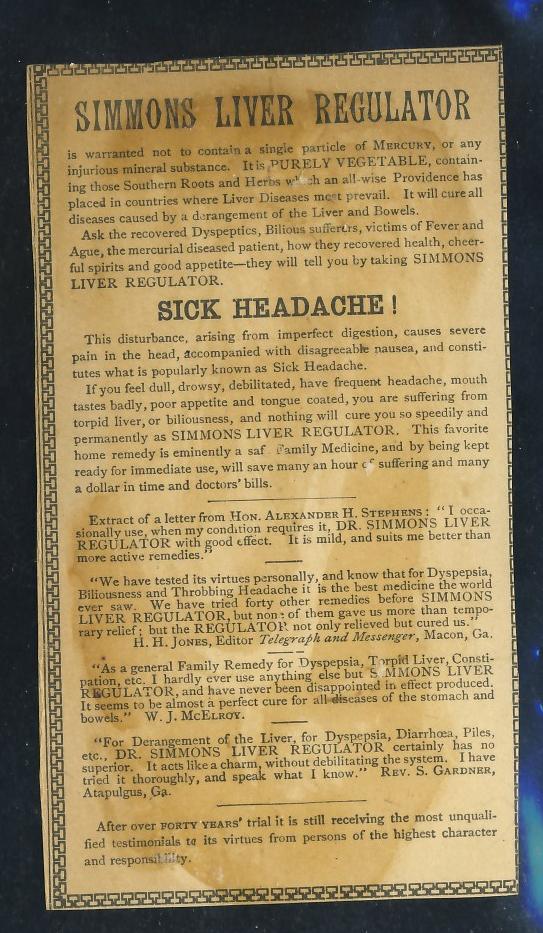 SIMMONS LIVER REGULATOR
is warranted not to contain a single particle of MERCURY, or any
injurious mineral substance. It is PURELY VEGETABLE, contain-
ing those Southern Roots and Herbs which an all-wise Providence has
placed in countries where Liver Diseases most prevail. It will cure all
diseases caused by a derangement of the Liver and Bowels.
Ask the recovered Dyspeptics, Bilious sufferers, victims of Fever and
Ague, the mercurial diseased patient, how they recovered health, cheer-
ful spirits and good appetite—they will tell you by taking SIMMONS
LIVER REGULATOR.
SICK HEADACHE!
This disturbance, arising from imperfect digestion, causes severe
pain in the head, accompanied with disagreeable nausea, and consti-
tutes what is popularly known as Sick Headache.
If you feel dull, drowsy, debilitated, have frequent headache, mouth
tastes badly, poor appetite and tongue coated, you are suffering from
torpid liver, or biliousness, and nothing will cure you so speedily and
permanently as SIMMONS LIVER REGULATOR. This favorite
home remedy is eminently a saf Family Medicine, and by being kept
ready for immediate use, will save many an hour of suffering and many
a dollar in time and doctors' bills.
Extract of a letter from HON. ALEXANDER H. STEPHENS: "I occa-
sionally use, when my condition requires it, DR. SIMMONS LIVER
REGULATOR with good effect. It is mild, and suits me better than
more active remedies."
"We have tested its virtues personally, and know that for Dyspepsia,
Biliousness and Throbbing Headache it is the best medicine the world
ever saw. We have tried forty other remedies before SIMMONS
LIVER REGULATOR, but none of them gave us more than tempo-
rary relief; but the REGULATOR not only relieved but cured us."
H. H. JONES, Editor Telegraph and Messenger, Macon, Ga.
"As a general Family Remedy for Dyspepsia, Torpid Liver, Consti-
pation, etc. I hardly ever use anything else but SIMMONS LIVER
REGULATOR, and have never been disappointed in effect produced.
It seems to be almost a perfect cure for all diseases of the stomach and
bowels." W. J. MCELROY.
"For Derangement of the Liver, for Dyspepsia, Diarrhœa, Piles,
etc., DR. SIMMONS LIVER REGULATOR certainly has no
superior. It acts like a charm, without debilitating the system. I have
tried it thoroughly, and speak what I know." REV. S. GARDNER,
Atapulgus, Ga.
After over FORTY YEARS' trial it is still receiving the most unquali-
fied testimonials to its virtues from persons of the highest character
and responsibility.